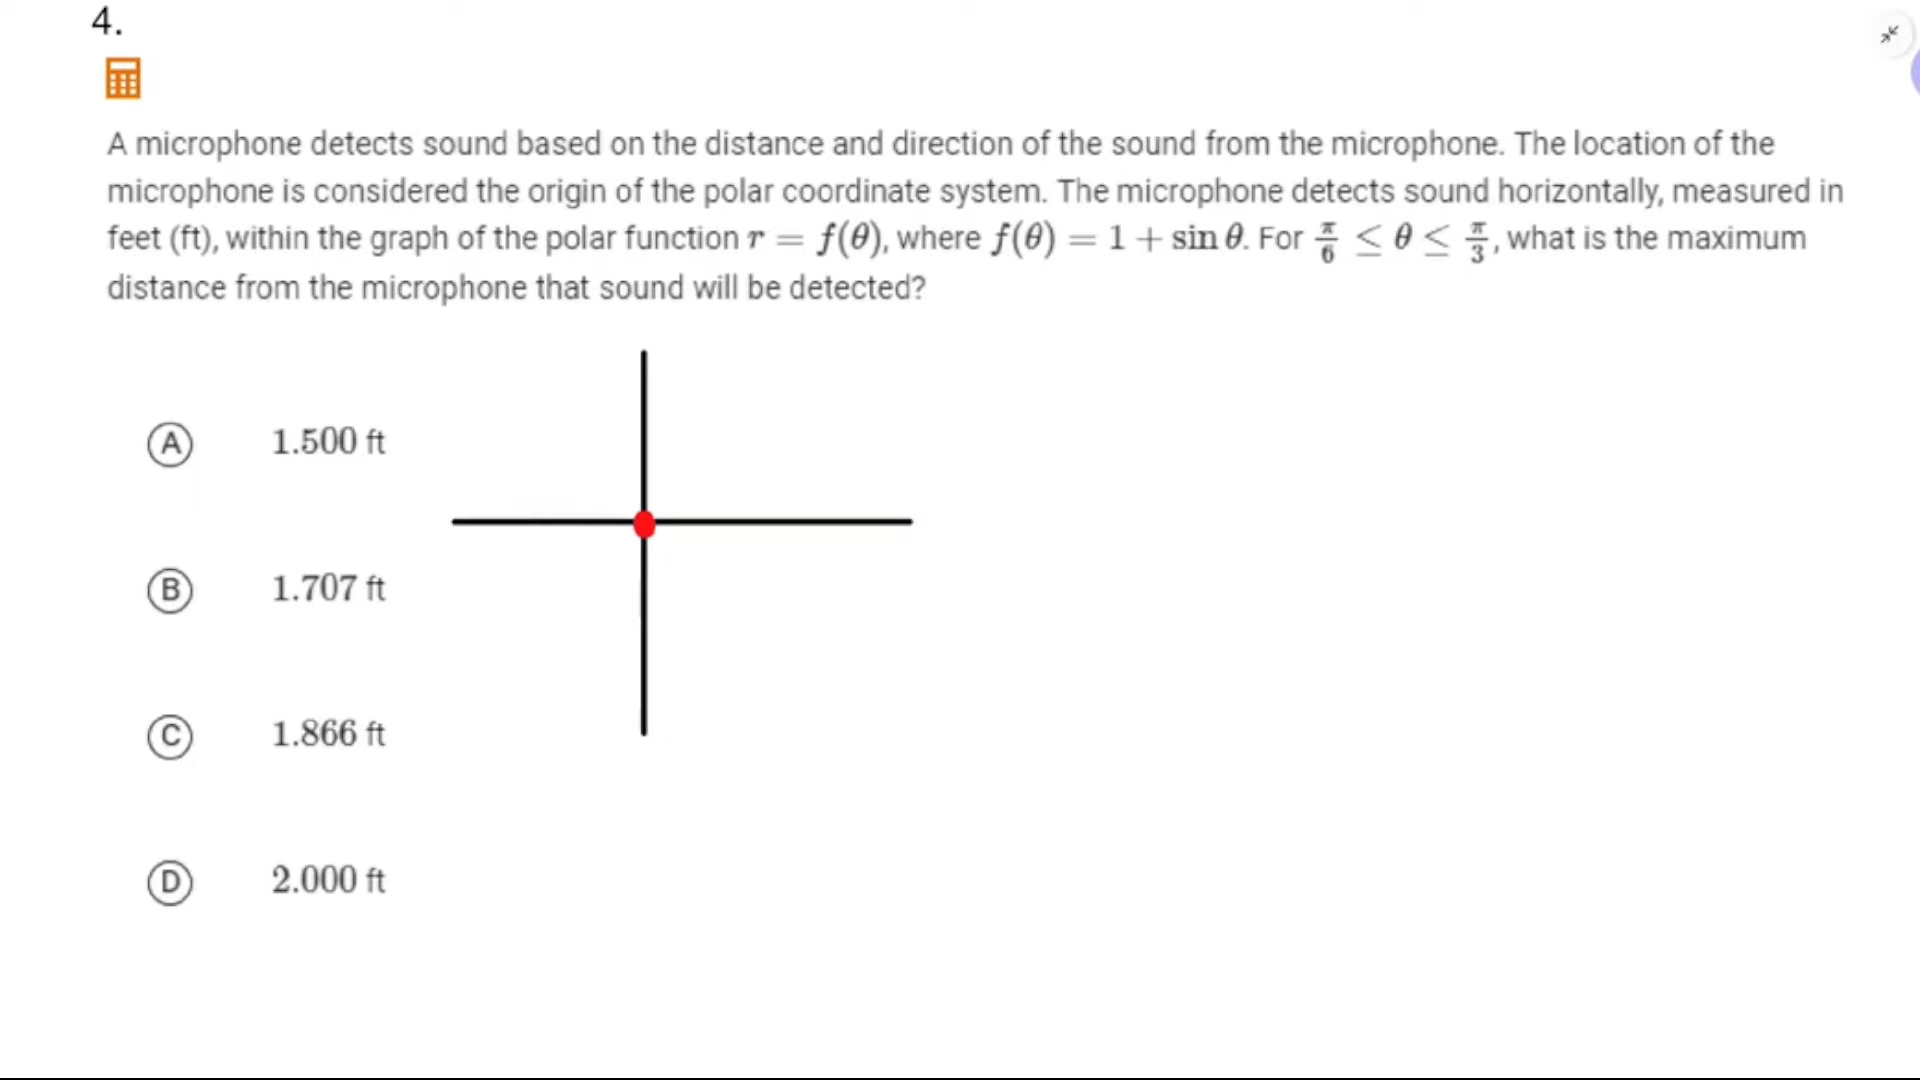 4.
A microphone detects sound based on the distance and direction of the sound from the microphone. The location of the
microphone is considered the origin of the polar coordinate system. The microphone detects sound horizontally, measured in
feet (ft), within the graph of the polar function r = f(θ), where f(θ) = 1 + sin θ. For π/6 ≤ θ ≤ π/3, what is the maximum
distance from the microphone that sound will be detected?
A 1.500 ft
B 1.707 ft
C 1.866 ft
D 2.000 ft